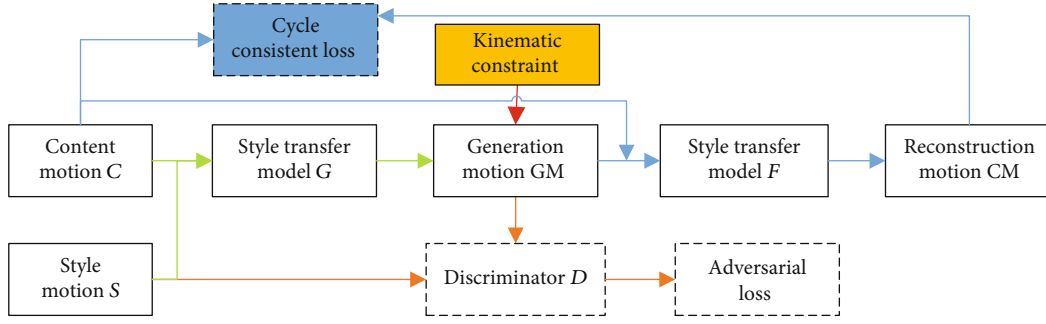 Cycle
consistent loss
Kinematic
constraint
Content
motion C
Style transfer
model G
Generation
motion GM
Style transfer
model F
Reconstruction
motion CM
Style
motion S
Discriminator D
Adversarial
loss